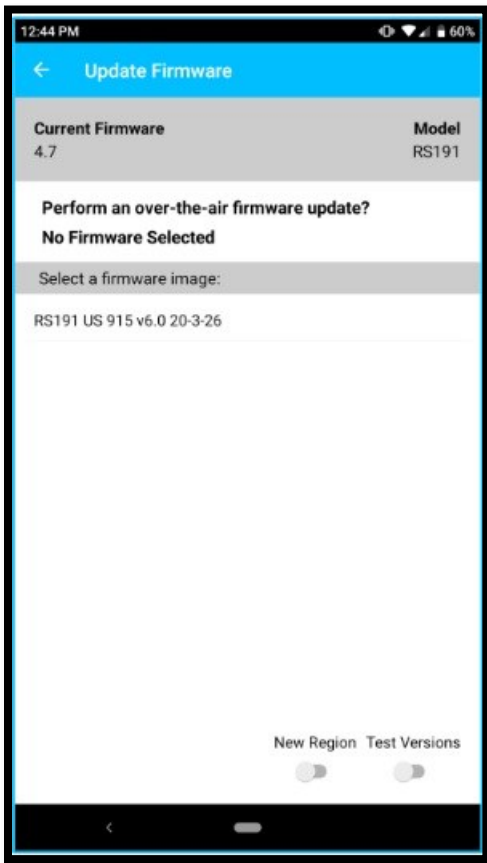 12:44 PM 60%
Update Firmware
Current Firmware Model
4.7 RS191
Perform an over-the-air firmware update?
No Firmware Selected
Select a firmware image:
RS191 US 915 v6.0 20-3-26
New Region Test Versions